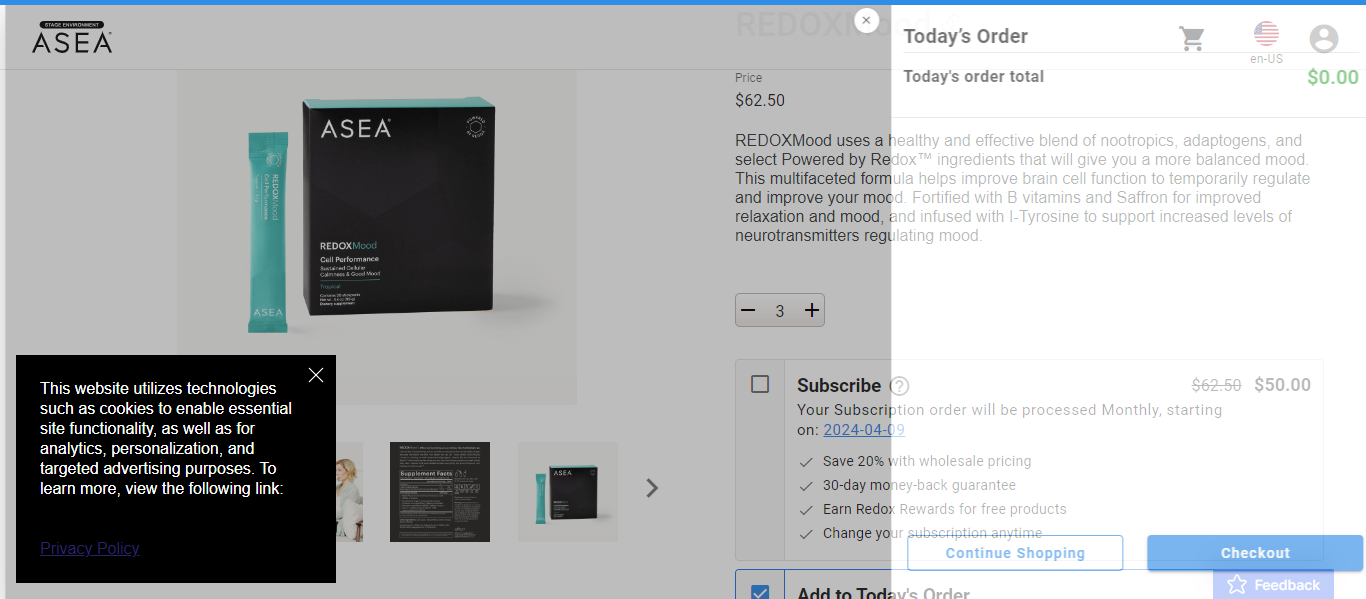 STAGE ENVIRONMENT
ASEA
REDOXMood
Today's Order
en-US
Today's order total
$0.00
Price
$62.50
REDOXMood uses a healthy and effective blend of nootropics, adaptogens, and
select Powered by Redox™ ingredients that will give you a more balanced mood.
This multifaceted formula helps improve brain cell function to temporarily regulate
and improve your mood. Fortified with B vitamins and Saffron for improved
relaxation and mood, and infused with l-Tyrosine to support increased levels of
neurotransmitters regulating mood.
ASEA
REDOXMood
Cell Performance
ASEA
REDOXMood
Cell Performance
Sustained Cellular
Calmness & Good Mood
Tropical
3
Subscribe
$62.50 $50.00
Your Subscription order will be processed Monthly, starting
on: 2024-04-09
Save 20% with wholesale pricing
30-day money-back guarantee
Earn Redox Rewards for free products
Change your subscription anytime
Continue Shopping
Checkout
Feedback
Add to Today's Order
This website utilizes technologies
such as cookies to enable essential
site functionality, as well as for
analytics, personalization, and
targeted advertising purposes. To
learn more, view the following link:
Privacy Policy
Supplement Facts
ASEA